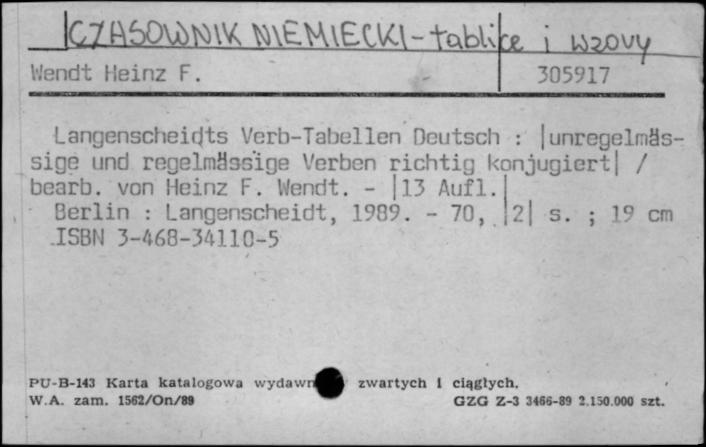 CZASOWNIK NIEMIECKI - tablice i wzory
Wendt Heinz F. 305917
Langenscheidts Verb-Tabellen Deutsch : |unregelmäs-
sige und regelmässige Verben richtig konjugiert| /
bearb. von Heinz F. Wendt. - |13 Aufl.|
Berlin : Langenscheidt, 1989. - 70, |2| s. ; 19 cm
ISBN 3-468-34110-5
PU-B-143 Karta katalogowa wydawn zwartych i ciągłych.
W.A. zam. 1562/On/89 GZG Z-3 3466-89 2.150.000 szt.